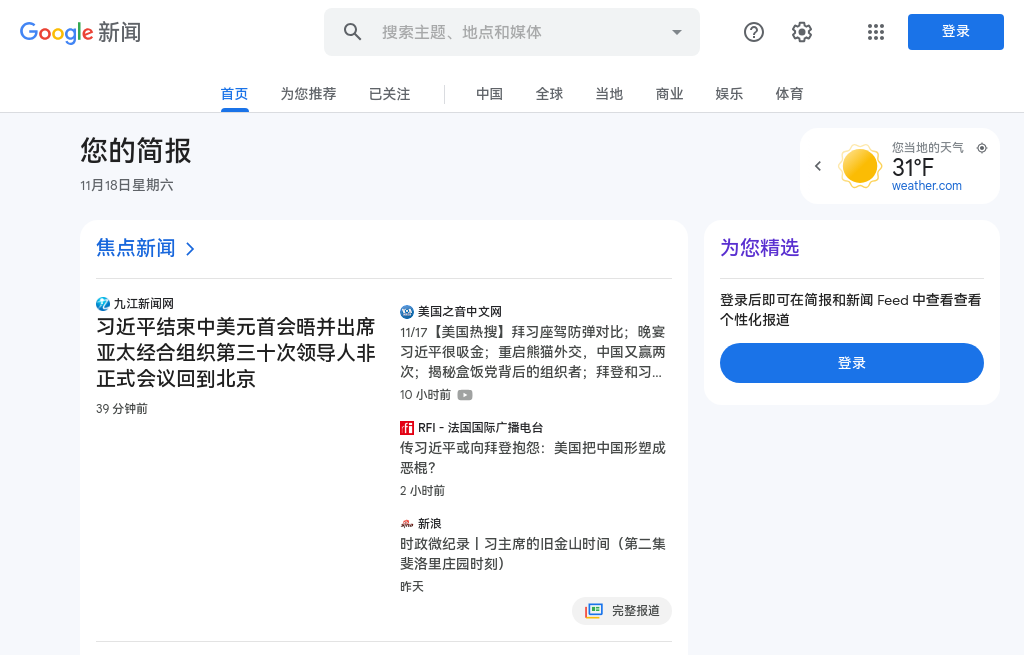 Google 新闻
搜索主题、地点和媒体
登录
首页
为您推荐
已关注
中国
全球
当地
商业
娱乐
体育
您的简报
11月18日星期六
您当地的天气
31°F
weather.com
焦点新闻
九江新闻网
习近平结束中美元首会晤并出席
亚太经合组织第三十次领导人非
正式会议回到北京
39 分钟前
美国之音中文网
11/17【美国热搜】拜习座驾防弹对比；晚宴
习近平很吸金；重启熊猫外交，中国又赢两
次；揭秘盒饭党背后的组织者；拜登和习...
10 小时前
RFI - 法国国际广播电台
传习近平或向拜登抱怨：美国把中国形塑成
恶棍？
2 小时前
新浪
时政微纪录丨习主席的旧金山时间（第二集
斐洛里庄园时刻）
昨天
完整报道
为您精选
登录后即可在简报和新闻 Feed 中查看查看
个性化报道
登录